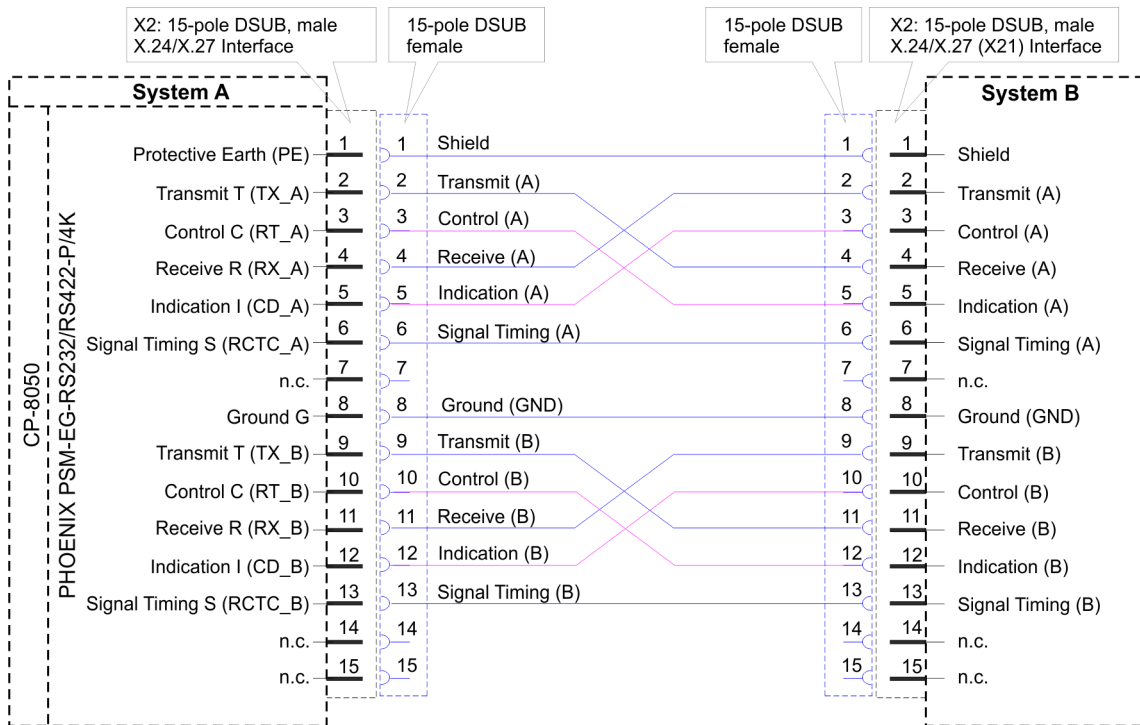 X2: 15-pole DSUB, male
X.24/X.27 Interface
15-pole DSUB
female
15-pole DSUB
female
X2: 15-pole DSUB, male
X.24/X.27 (X21) Interface
System A
System B
CP-8050
PHOENIX PSM-EG-RS232/RS422-P/4K
Protective Earth (PE) 1 1 Shield 1 1 Shield
Transmit T (TX_A) 2 2 Transmit (A) 2 2 Transmit (A)
Control C (RT_A) 3 3 Control (A) 3 3 Control (A)
Receive R (RX_A) 4 4 Receive (A) 4 4 Receive (A)
Indication I (CD_A) 5 5 Indication (A) 5 5 Indication (A)
Signal Timing S (RCTC_A) 6 6 Signal Timing (A) 6 6 Signal Timing (A)
n.c. 7 7 7 7 n.c.
Ground G 8 8 Ground (GND) 8 8 Ground (GND)
Transmit T (TX_B) 9 9 Transmit (B) 9 9 Transmit (B)
Control C (RT_B) 10 10 Control (B) 10 10 Control (B)
Receive R (RX_B) 11 11 Receive (B) 11 11 Receive (B)
Indication I (CD_B) 12 12 Indication (B) 12 12 Indication (B)
Signal Timing S (RCTC_B) 13 13 Signal Timing (B) 13 13 Signal Timing (B)
n.c. 14 14 14 14 n.c.
n.c. 15 15 15 15 n.c.